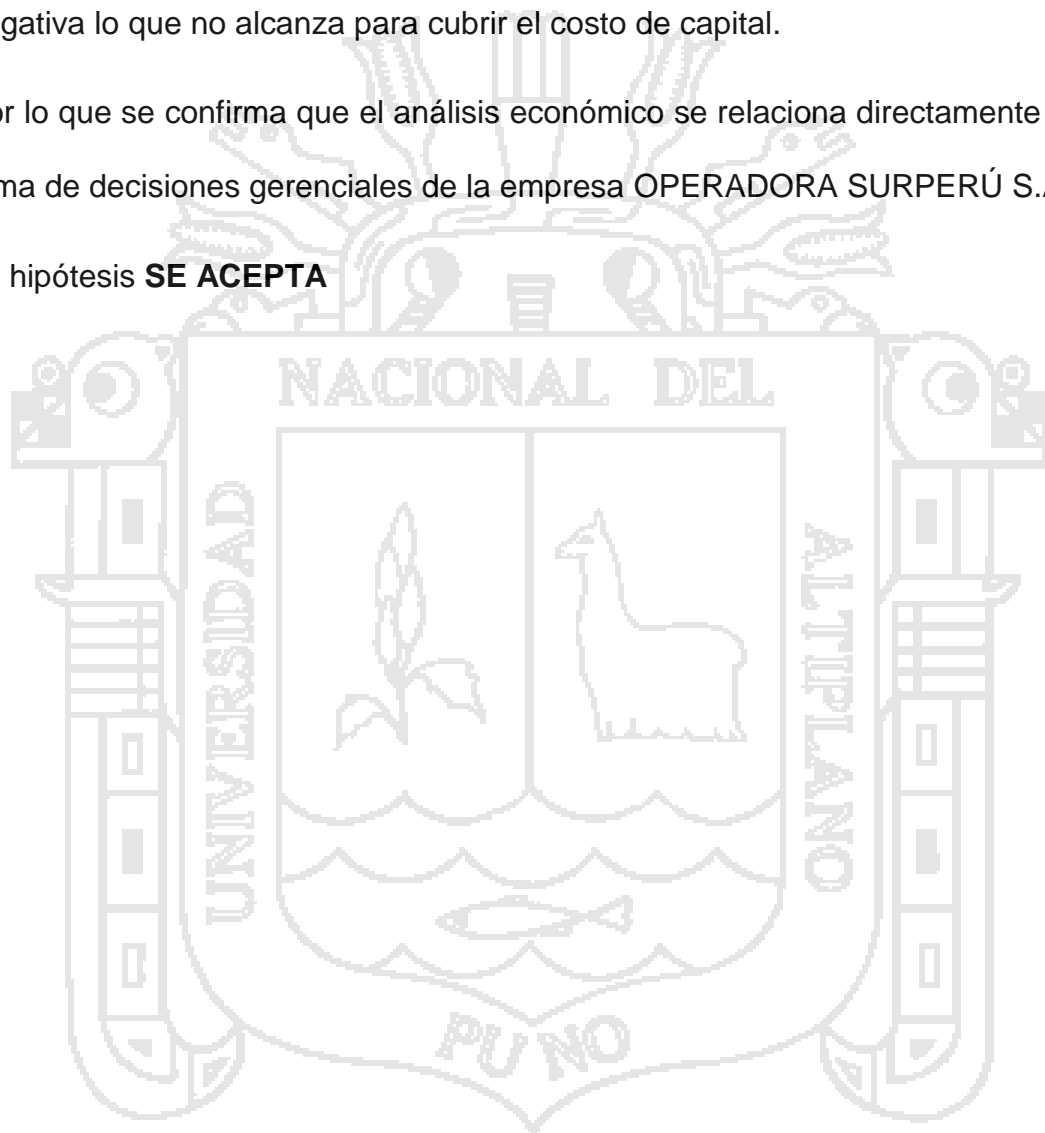 gativa lo que no alcanza para cubrir el costo de capital.
or lo que se confirma que el análisis económico se relaciona directamente
ma de decisiones gerenciales de la empresa OPERADORA SURPERÚ S.A
hipótesis SE ACEPTA
NACIONAL DEL
UNIVERSIDAD
ALTIPLANO
PUNO